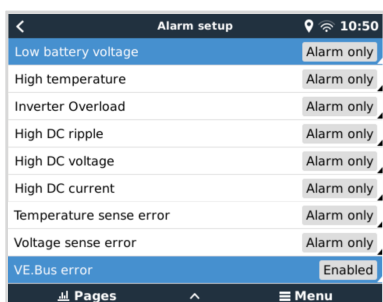 Alarm setup 10:50
Low battery voltage Alarm only
High temperature Alarm only
Inverter Overload Alarm only
High DC ripple Alarm only
High DC voltage Alarm only
High DC current Alarm only
Temperature sense error Alarm only
Voltage sense error Alarm only
VE.Bus error Enabled
Pages Menu